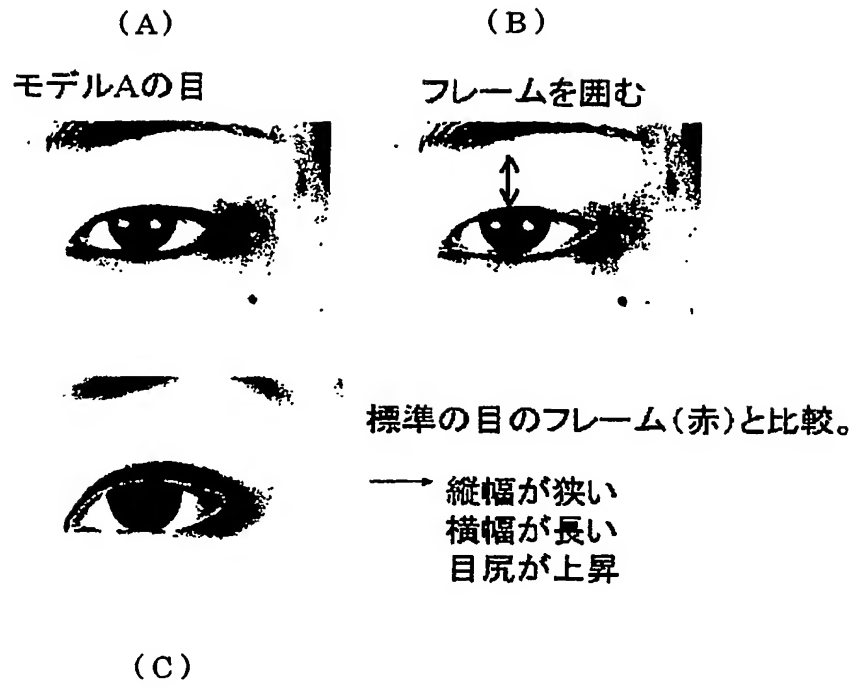 (A)
(B)
モデルAの目
フレームを囲む
標準の目のフレーム(赤)と比較。
→ 縦幅が狭い
横幅が長い
目尻が上昇
(C)